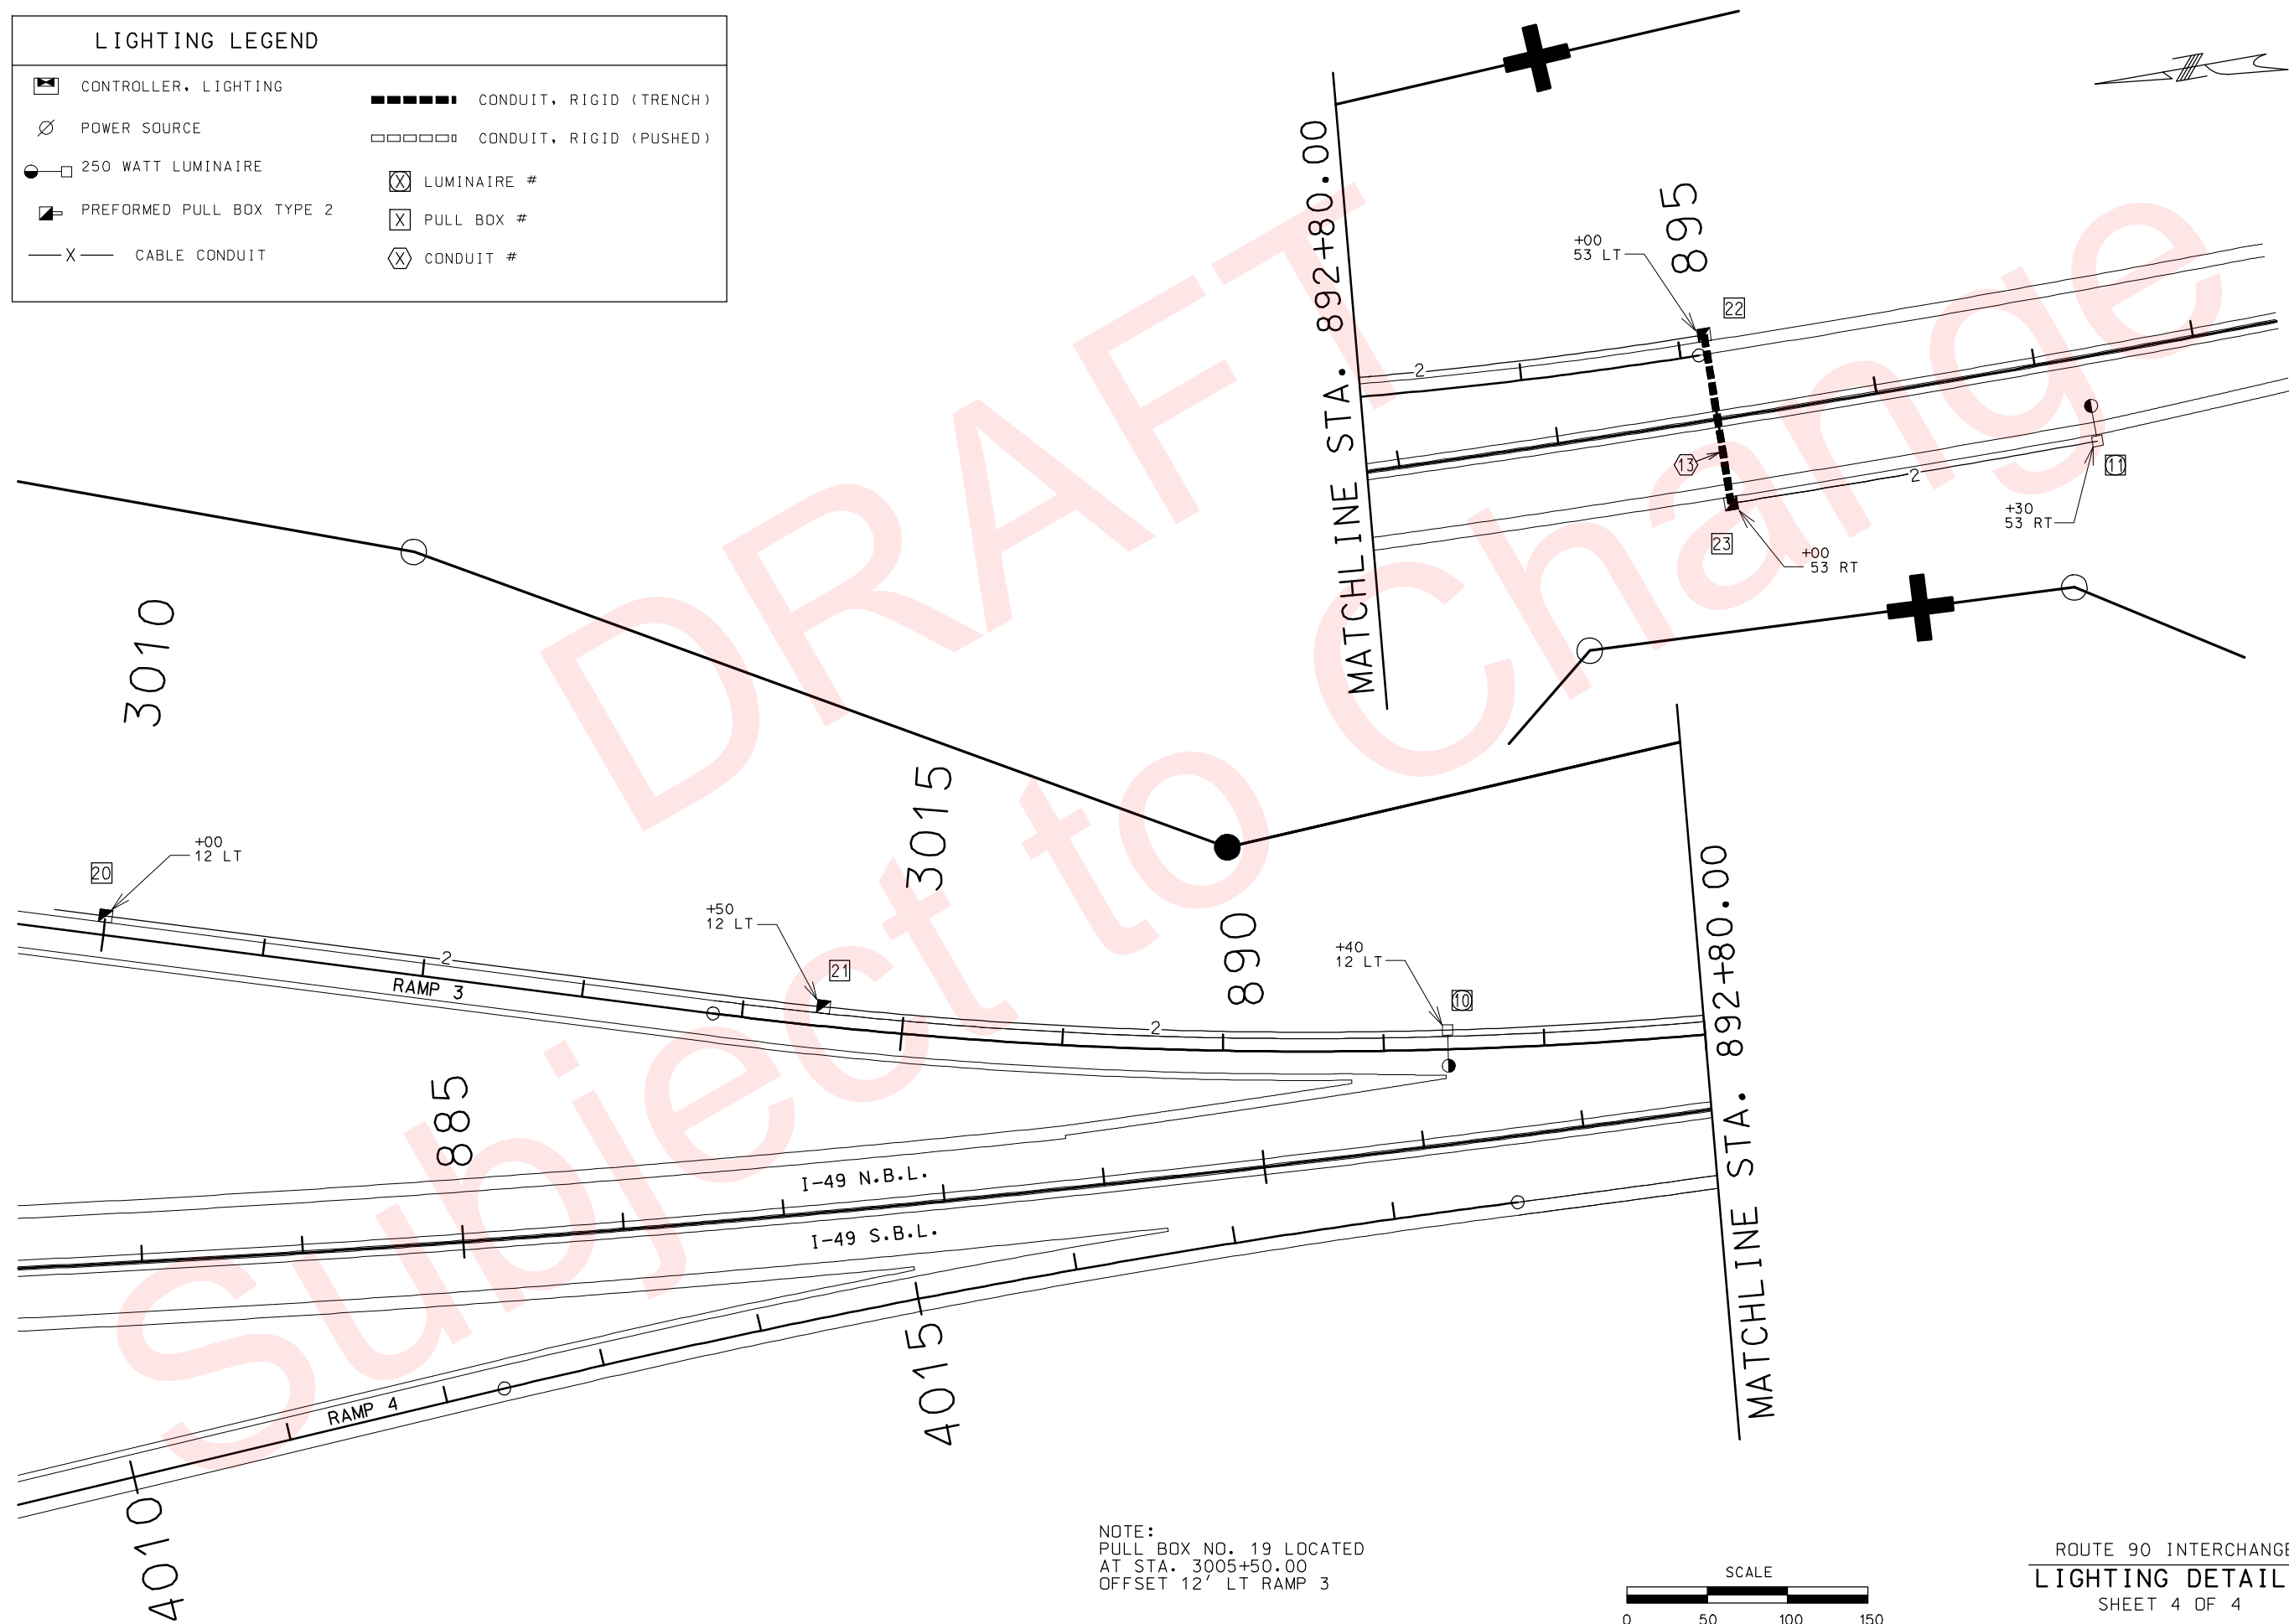 LIGHTING LEGEND
CONTROLLER, LIGHTING
POWER SOURCE
250 WATT LUMINAIRE
PREFORMED PULL BOX TYPE 2
X CABLE CONDUIT
CONDUIT, RIGID (TRENCH)
CONDUIT, RIGID (PUSHED)
X LUMINAIRE #
X PULL BOX #
X CONDUIT #
DRAFT
Subject to Change
MATCHLINE STA. 892+80.00
895
+00
53 LT
22
2
13
11
2
+30
53 RT
23
+00
53 RT
3010
3015
+00
12 LT
20
2
RAMP 3
+50
12 LT
21
890
2
+40
12 LT
10
MATCHLINE STA. 892+80.00
885
I-49 N.B.L.
I-49 S.B.L.
RAMP 4
4015
4010
NOTE:
PULL BOX NO. 19 LOCATED
AT STA. 3005+50.00
OFFSET 12' LT RAMP 3
SCALE
0 50 100 150
ROUTE 90 INTERCHANGE
LIGHTING DETAIL
SHEET 4 OF 4